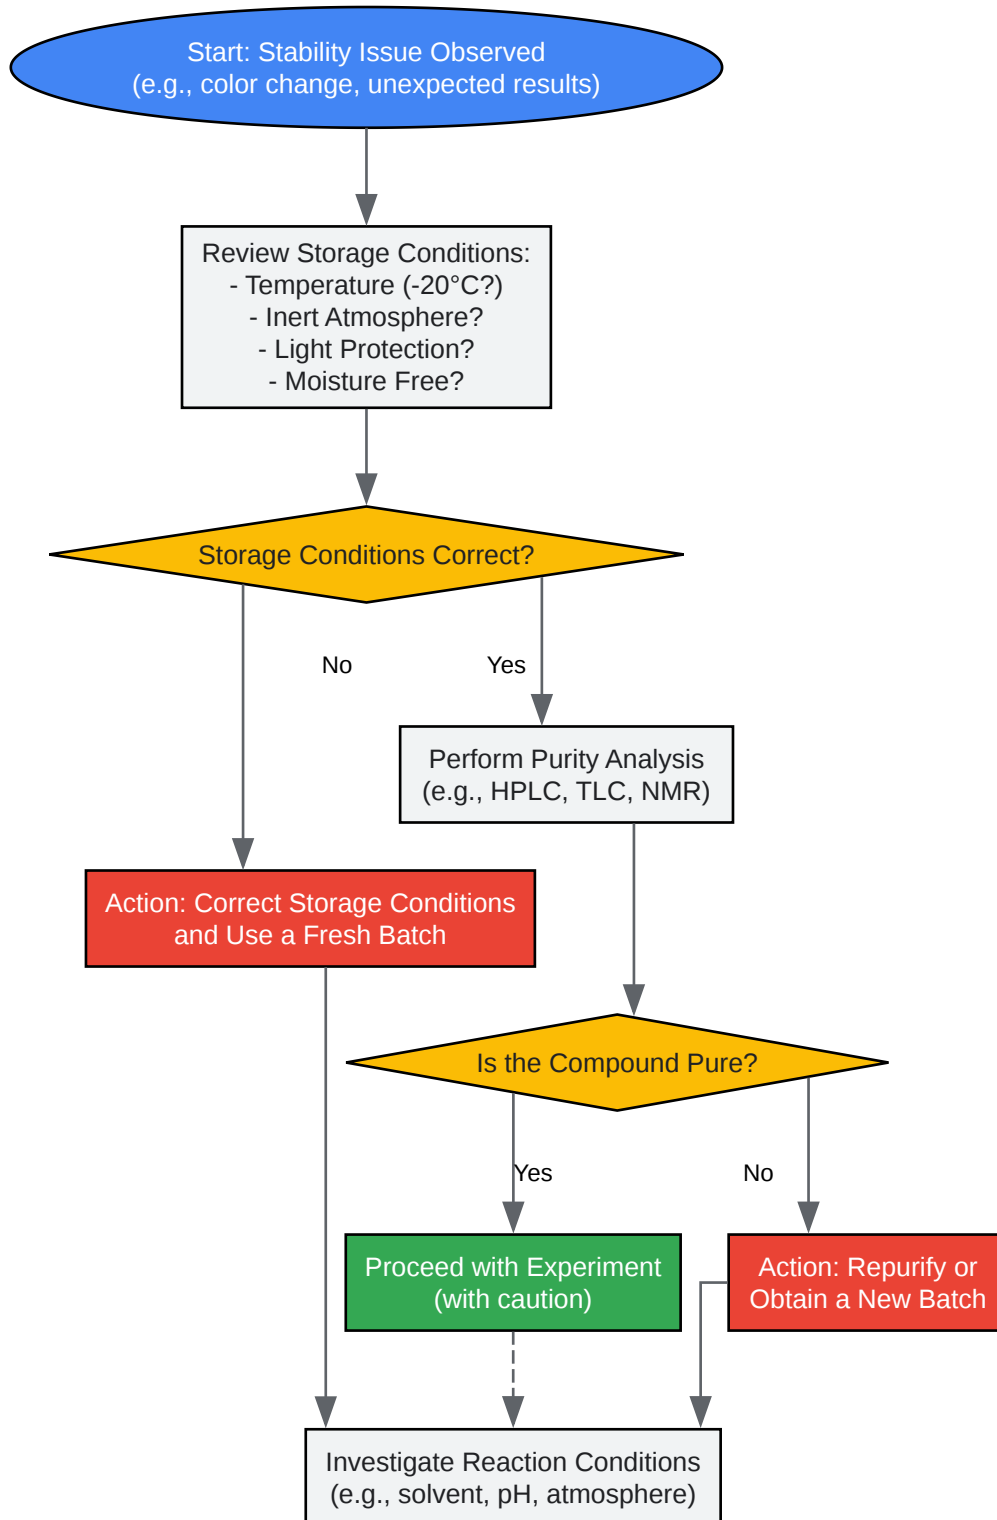 Start: Stability Issue Observed
(e.g., color change, unexpected results)
Review Storage Conditions:
- Temperature (-20°C?)
- Inert Atmosphere?
- Light Protection?
- Moisture Free?
Storage Conditions Correct?
No
Yes
Perform Purity Analysis
(e.g., HPLC, TLC, NMR)
Action: Correct Storage Conditions
and Use a Fresh Batch
Is the Compound Pure?
Yes
No
Proceed with Experiment
(with caution)
Action: Repurify or
Obtain a New Batch
Investigate Reaction Conditions
(e.g., solvent, pH, atmosphere)